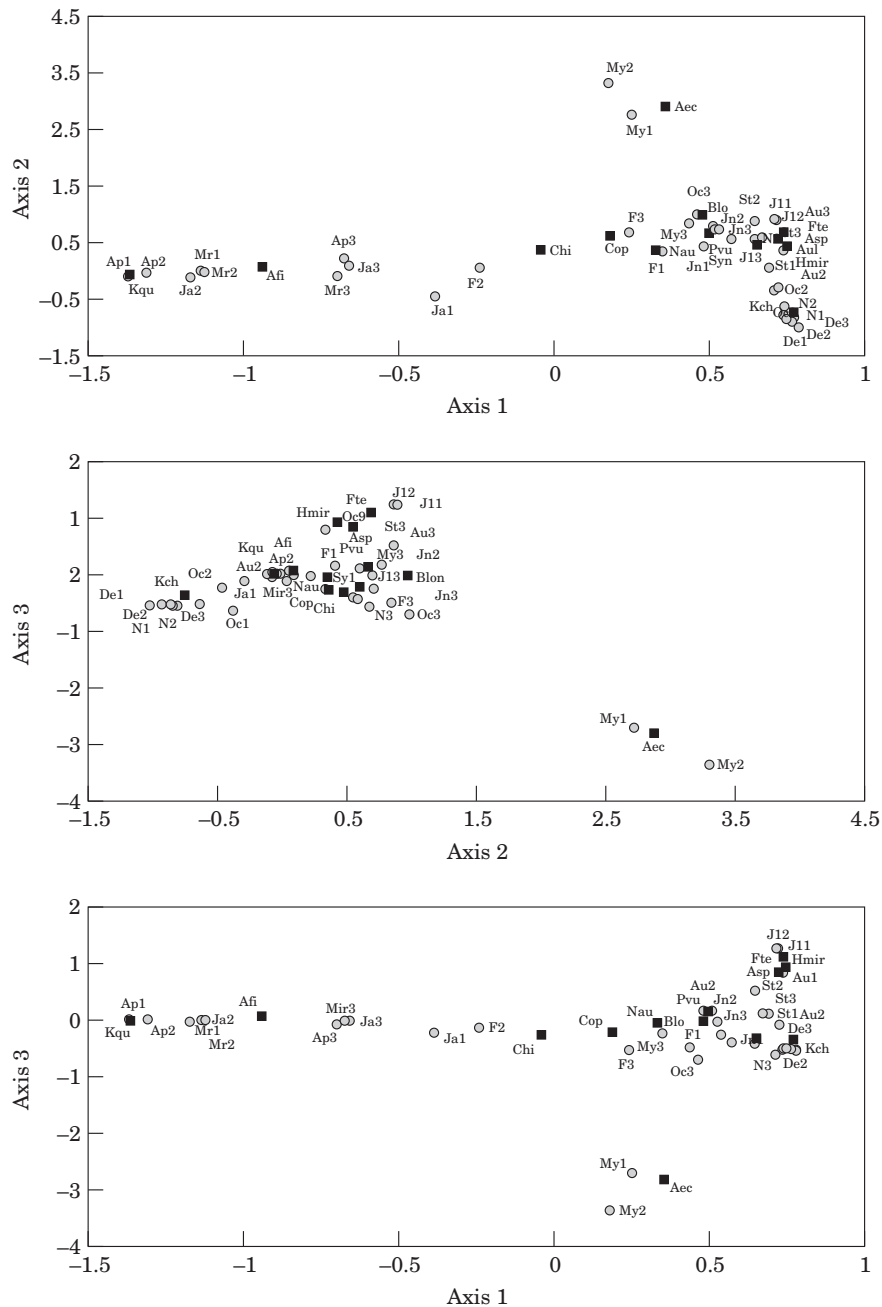 4.5
My2
3.5
Aec
2.5
My1
Axis 2
1.5
Oc3
St2
J11
Au3
Blo
Jn2
J12
Fte
Ap3
F3
My3
Jn3
N
t3
Asp
0.5
Ap1
Ap2
Mr1
Chi
Cop
Nau
Pvu
J13
Aul
Kqu
Mr2
Afi
Ja3
F1
Jn1
Syn
St1
Hmir
Ja2
Mr3
F2
Au2
−0.5
Ja1
Kch
Oc2
Oc
N2
N1
De3
De2
De1
−1.5
−1.5
−1
−0.5
0
0.5
1
Axis 1
2
Fte
J12
Hmir
Oc9
J11
1
Afi
Asp
St3
Au3
Kqu
F1
Pvu
My3
Jn2
Oc2
Au2
Ap2
Axis 3
2
Kch
Sy1
J13
Blon
De1
Ja1
Mir3
Nau
Jn3
De2
De3
Cop
Chi
F3
N1
N2
Oc1
N3
Oc3
−1
−2
My1
−3
Aec
My2
−4
−1.5
−0.5
0.5
1.5
2.5
3.5
4.5
Axis 2
2
J12
J11
Fte
Hmir
1
Asp
Au1
Mir3
Au2
St2
Ap1
Afi
Nau
Pvu
Jn2
St3
Axis 3
0
Ja2
Ja3
Cop
Blo
Jn3
St1
Au2
Kqu
Ap2
Mr1
Ap3
Ja1
F2
F1
De3
Mr2
Chi
My3
Kch
F3
N3
De2
−1
Oc3
−2
My1
−3
Aec
My2
−4
−1.5
−1
−0.5
0
0.5
1
Axis 1